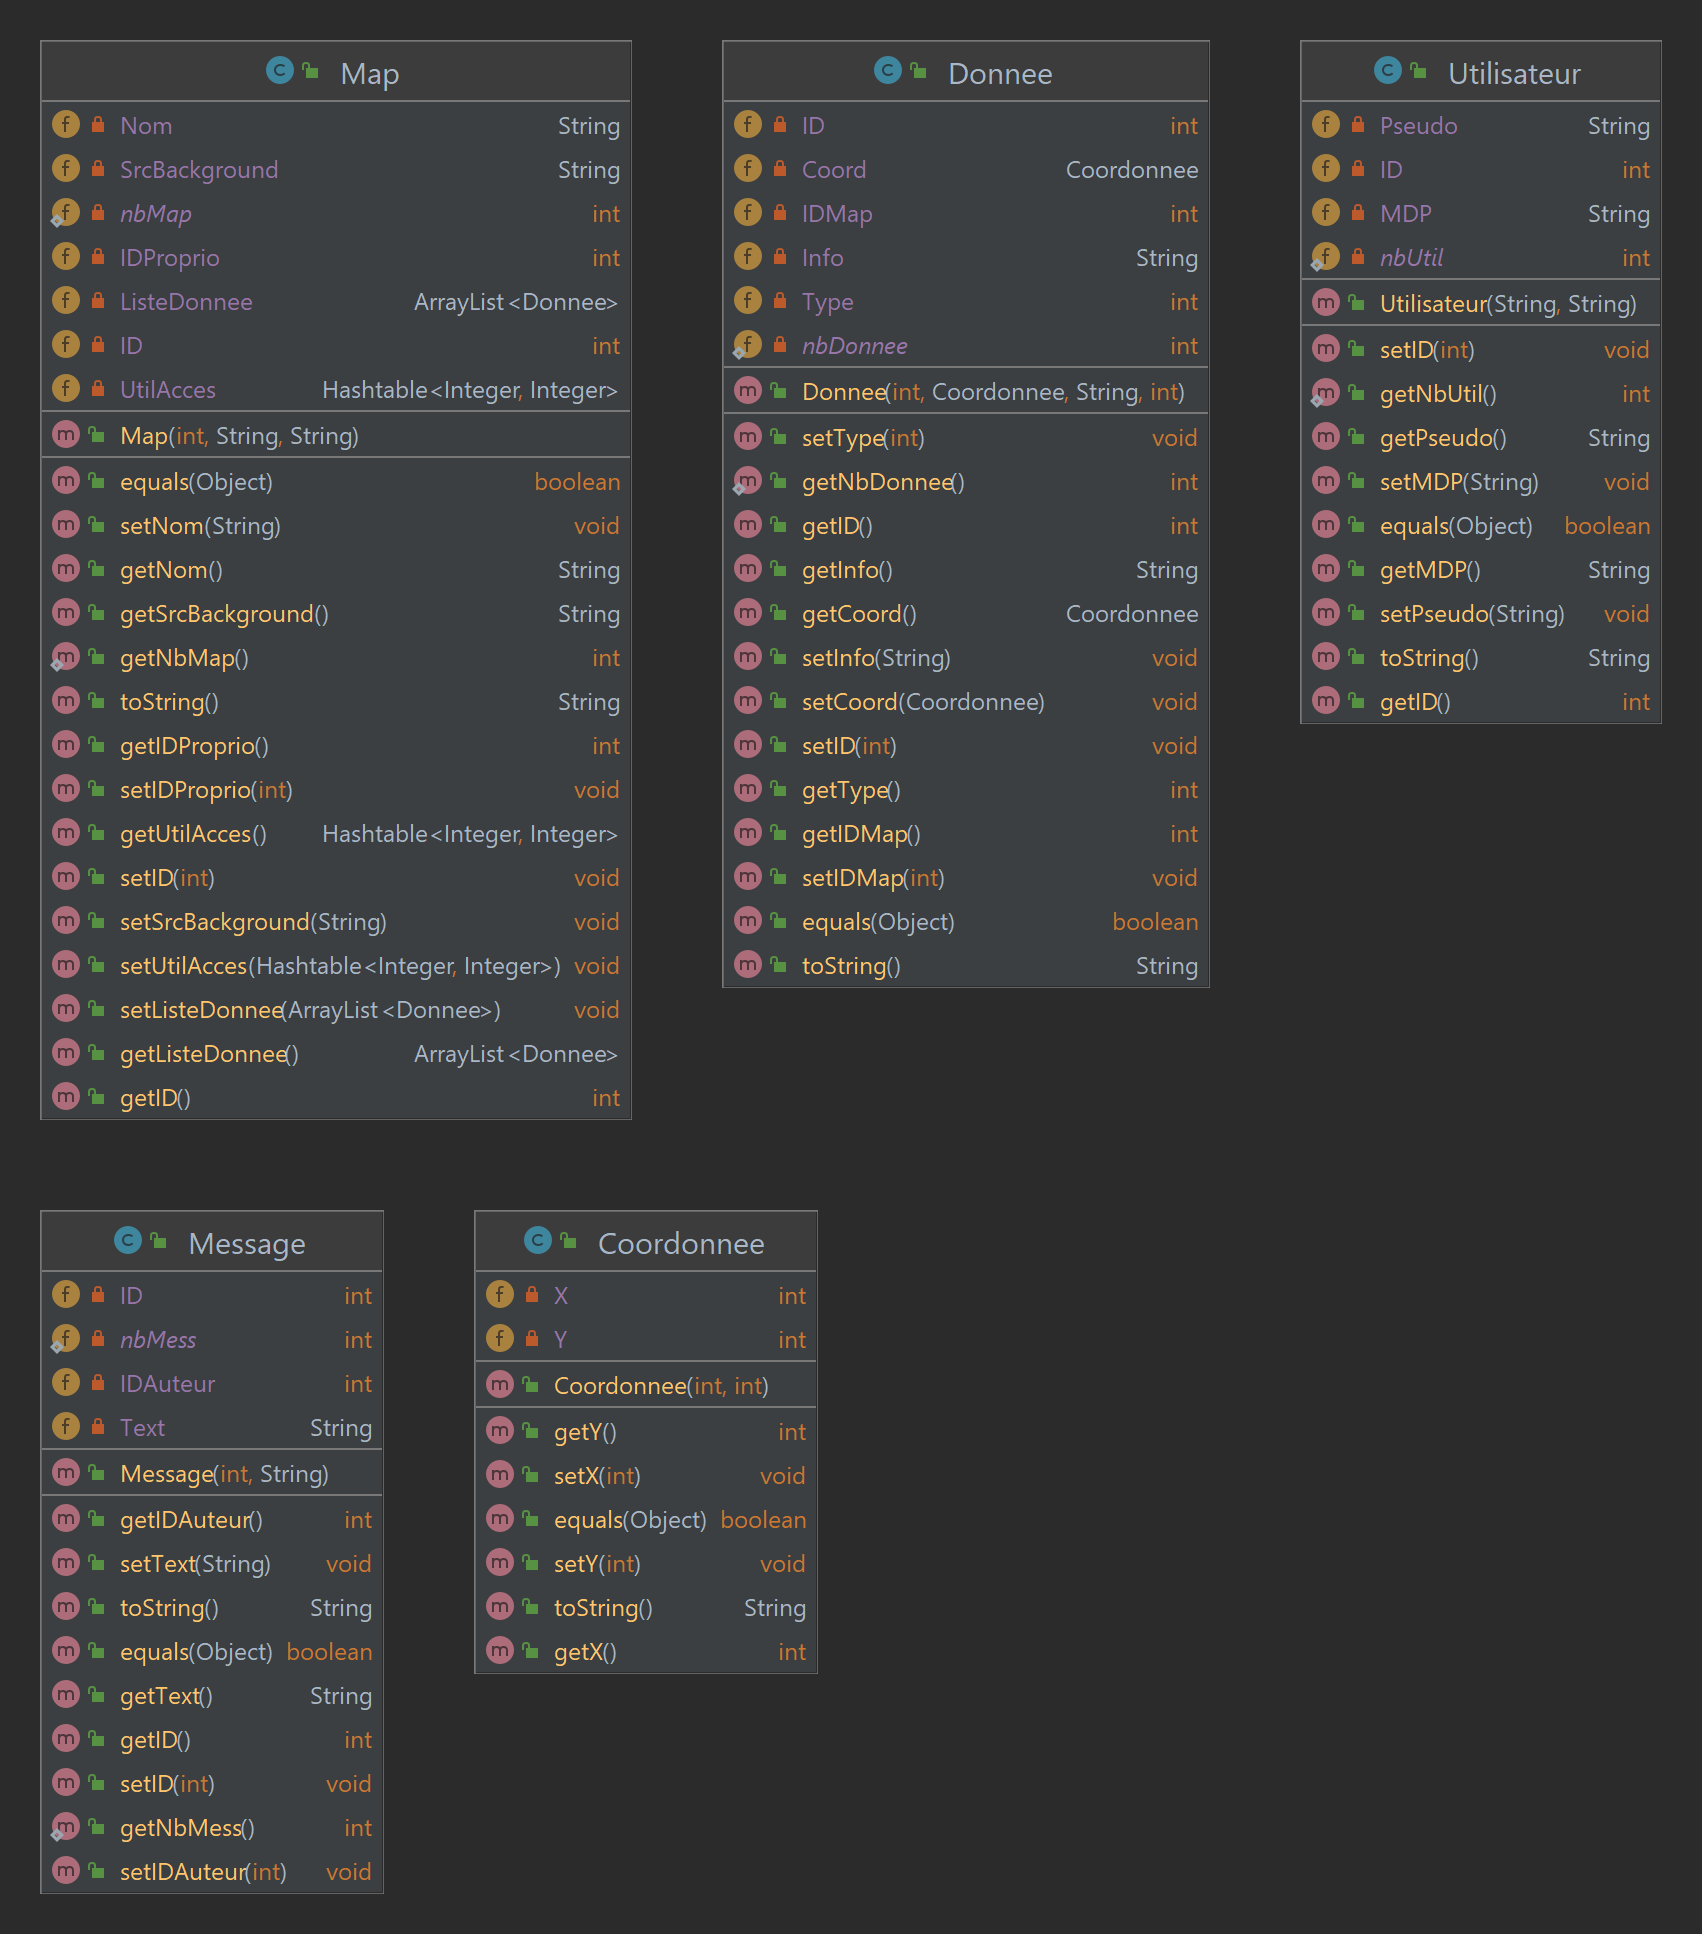 Map
Nom String
SrcBackground String
nbMap int
IDProprio int
ListeDonnee ArrayList<Donnee>
ID int
UtilAcces Hashtable<Integer, Integer>
Map(int, String, String)
equals(Object) boolean
setNom(String) void
getNom() String
getSrcBackground() String
getNbMap() int
toString() String
getIDProprio() int
setIDProprio(int) void
getUtilAcces() Hashtable<Integer, Integer>
setID(int) void
setSrcBackground(String) void
setUtilAcces(Hashtable<Integer, Integer>) void
setListeDonnee(ArrayList<Donnee>) void
getListeDonnee() ArrayList<Donnee>
getID() int
Donnee
ID int
Coord Coordonnee
IDMap int
Info String
Type int
nbDonnee int
Donnee(int, Coordonnee, String, int)
setType(int) void
getNbDonnee() int
getID() int
getInfo() String
getCoord() Coordonnee
setInfo(String) void
setCoord(Coordonnee) void
setID(int) void
getType() int
getIDMap() int
setIDMap(int) void
equals(Object) boolean
toString() String
Utilisateur
Pseudo String
ID int
MDP String
nbUtil int
Utilisateur(String, String)
setID(int) void
getNbUtil() int
getPseudo() String
setMDP(String) void
equals(Object) boolean
getMDP() String
setPseudo(String) void
toString() String
getID() int
Message
ID int
nbMess int
IDAuteur int
Text String
Message(int, String)
getIDAuteur() int
setText(String) void
toString() String
equals(Object) boolean
getText() String
getID() int
setID(int) void
getNbMess() int
setIDAuteur(int) void
Coordonnee
X int
Y int
Coordonnee(int, int)
getY() int
setX(int) void
equals(Object) boolean
setY(int) void
toString() String
getX() int